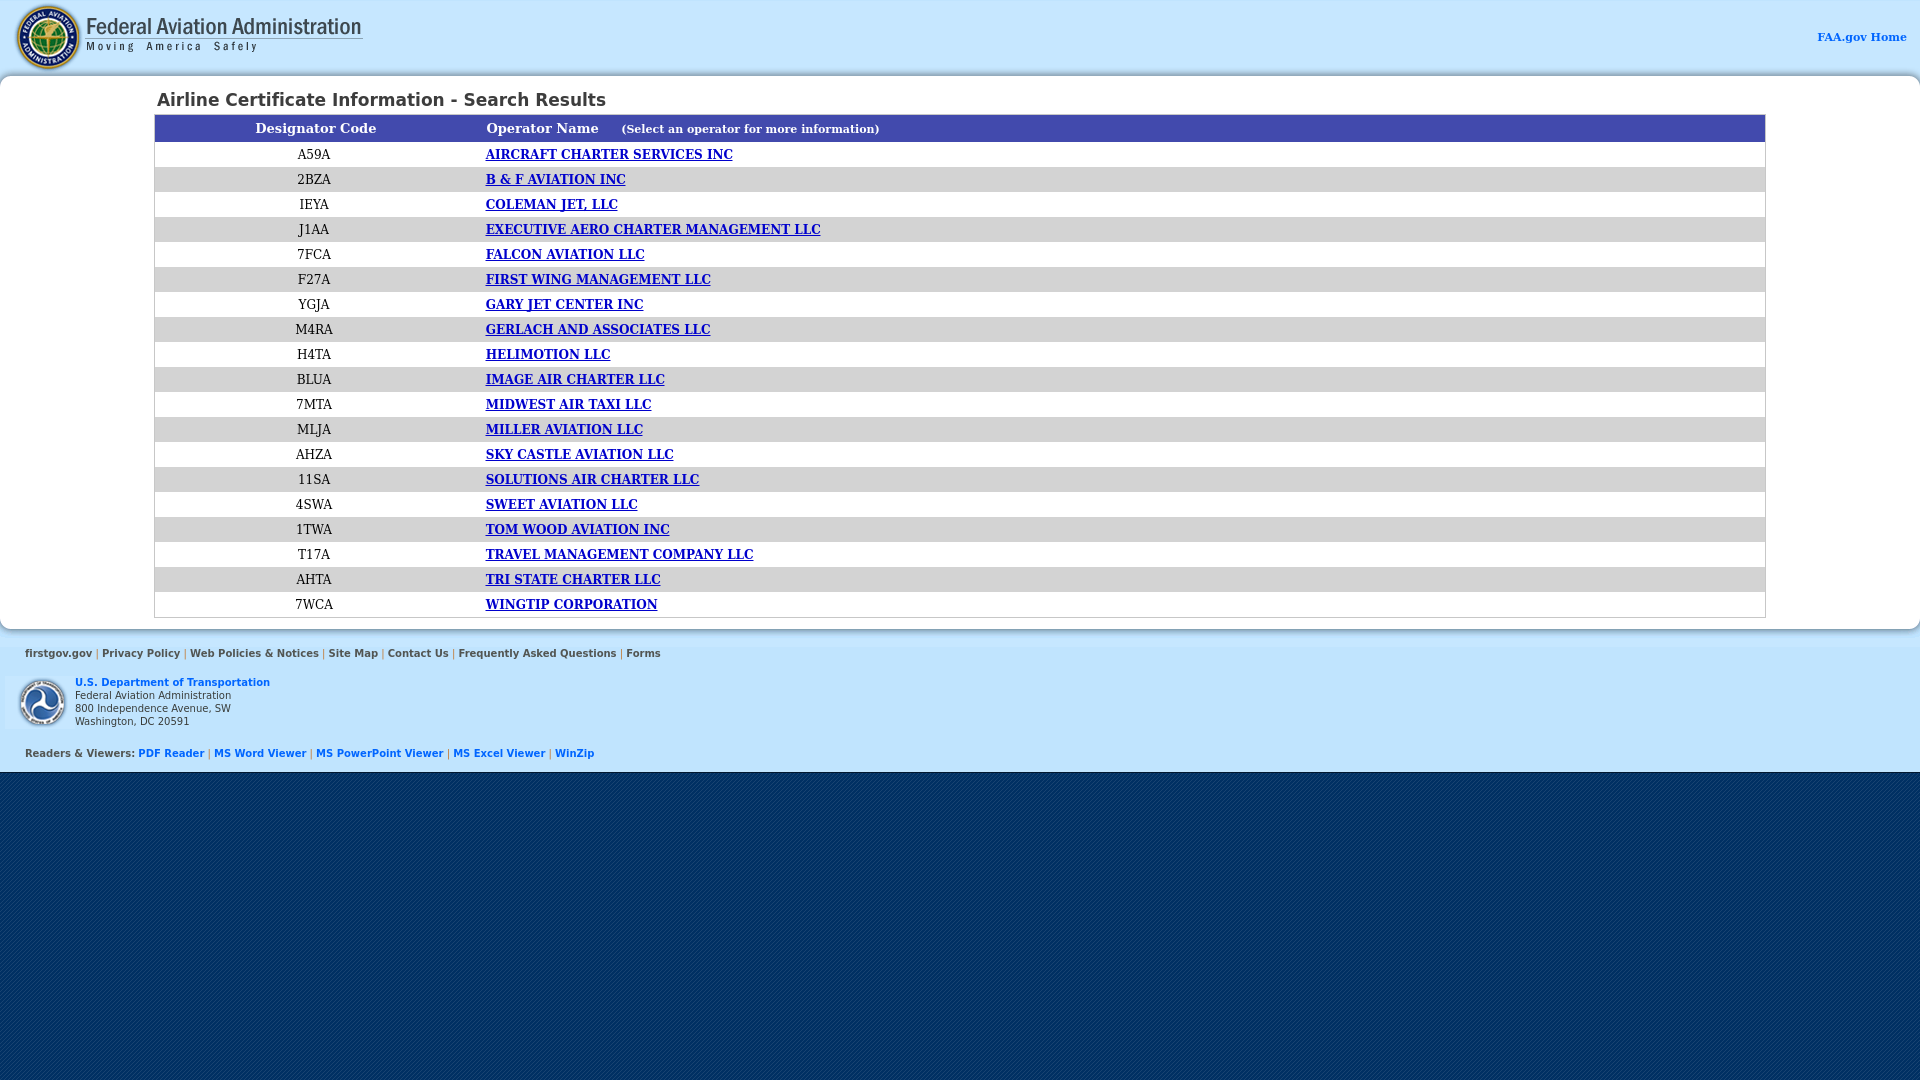 Federal Aviation Administration
Moving America Safely
FAA.gov Home
Airline Certificate Information - Search Results
Designator Code Operator Name (Select an operator for more information)
A59A AIRCRAFT CHARTER SERVICES INC
2BZA B & F AVIATION INC
IEYA COLEMAN JET, LLC
J1AA EXECUTIVE AERO CHARTER MANAGEMENT LLC
7FCA FALCON AVIATION LLC
F27A FIRST WING MANAGEMENT LLC
YGJA GARY JET CENTER INC
M4RA GERLACH AND ASSOCIATES LLC
H4TA HELIMOTION LLC
BLUA IMAGE AIR CHARTER LLC
7MTA MIDWEST AIR TAXI LLC
MLJA MILLER AVIATION LLC
AHZA SKY CASTLE AVIATION LLC
11SA SOLUTIONS AIR CHARTER LLC
4SWA SWEET AVIATION LLC
1TWA TOM WOOD AVIATION INC
T17A TRAVEL MANAGEMENT COMPANY LLC
AHTA TRI STATE CHARTER LLC
7WCA WINGTIP CORPORATION
firstgov.gov | Privacy Policy | Web Policies & Notices | Site Map | Contact Us | Frequently Asked Questions | Forms
U.S. Department of Transportation
Federal Aviation Administration
800 Independence Avenue, SW
Washington, DC 20591
Readers & Viewers: PDF Reader | MS Word Viewer | MS PowerPoint Viewer | MS Excel Viewer | WinZip